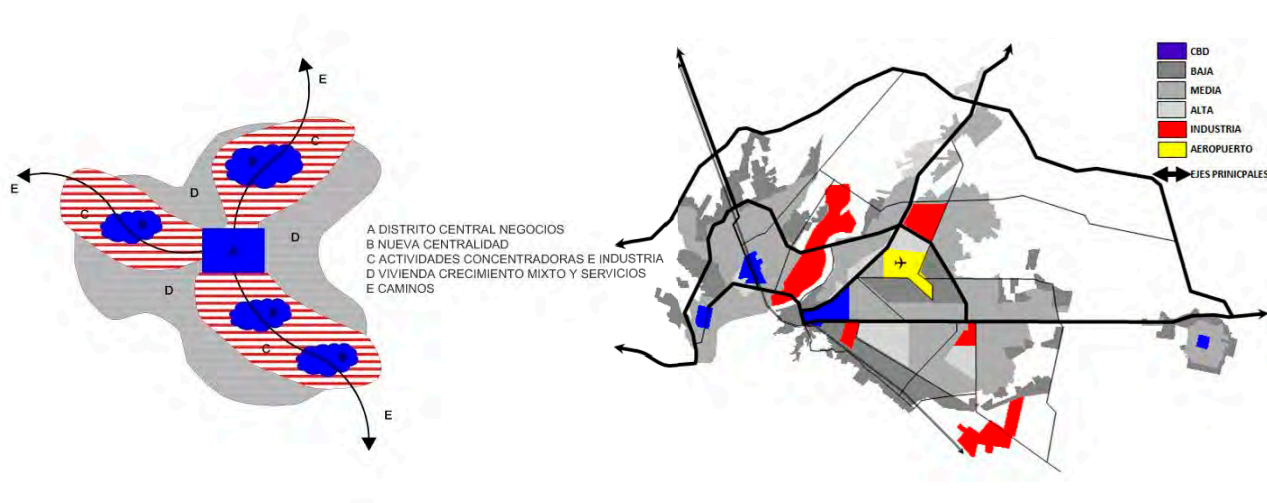 E
C
E
D
C
D
A
A DISTRITO CENTRAL NEGOCIOS
B NUEVA CENTRALIDAD
C ACTIVIDADES CONCENTRADORAS E INDUSTRIA
D VIVIENDA CRECIMIENTO MIXTO Y SERVICIOS
E CAMINOS
D
C
E
CBD
BAJA
MEDIA
ALTA
INDUSTRIA
AEROPUERTO
EJES PRINICPALES